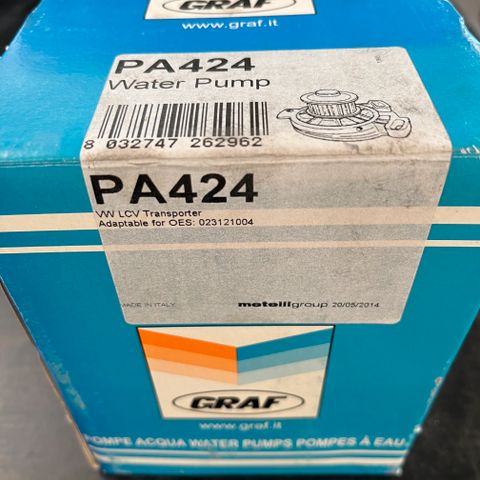 GRAF
www.graf.it
PA424
Water Pump
8 032747 262962
PA424
VW LCV Transporter
Adaptable for OES: 023121004
MADE IN ITALY
metelligroup 20/05/2014
GRAF
www.graf.it
POMPE ACQUA WATER PUMPS POMPES À EAU